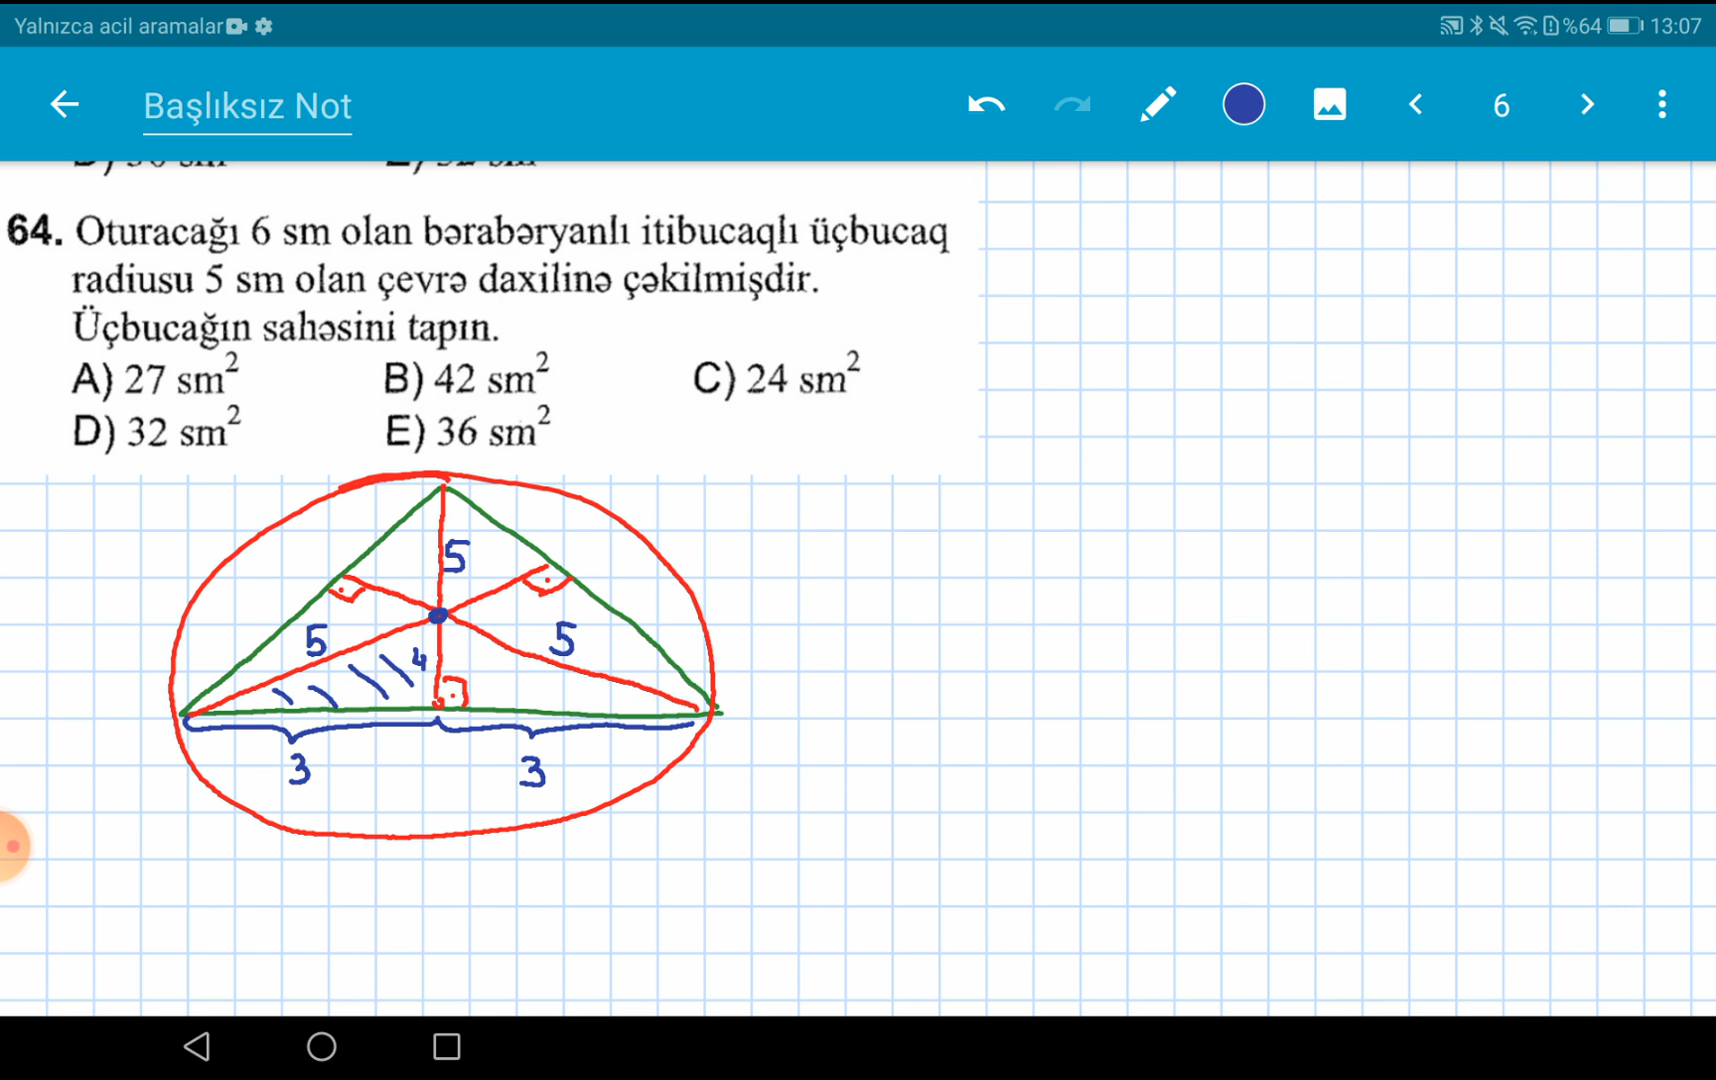 Yalnızca acil aramalar
%64 13:07
Başlıksız Not
6
64. Oturacağı 6 sm olan bərabəryanlı itibucaqlı üçbucaq
radiusu 5 sm olan çevrə daxilinə çəkilmişdir.
Üçbucağın sahəsini tapın.
A) 27 sm² B) 42 sm² C) 24 sm²
D) 32 sm² E) 36 sm²
5
5 4 5
3 3